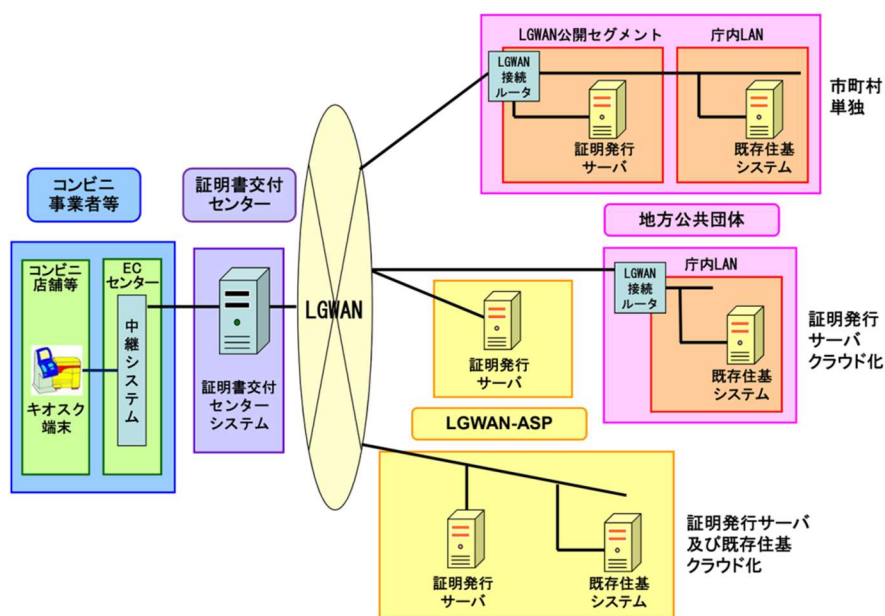 LGWAN公開セグメント
庁内LAN
LGWAN
接続
ルータ
証明発行
サーバ
既存住基
システム
市町村
単独
コンビニ
事業者等
証明書交付
センター
地方公共団体
コンビニ
店舗等
EC
センター
中継システム
キオスク
端末
証明書交付
センター
システム
LGWAN
庁内LAN
LGWAN
接続
ルータ
証明発行
サーバ
既存住基
システム
証明発行
サーバ
クラウド化
LGWAN-ASP
証明発行
サーバ
既存住基
システム
証明発行サーバ
及び既存住基
クラウド化